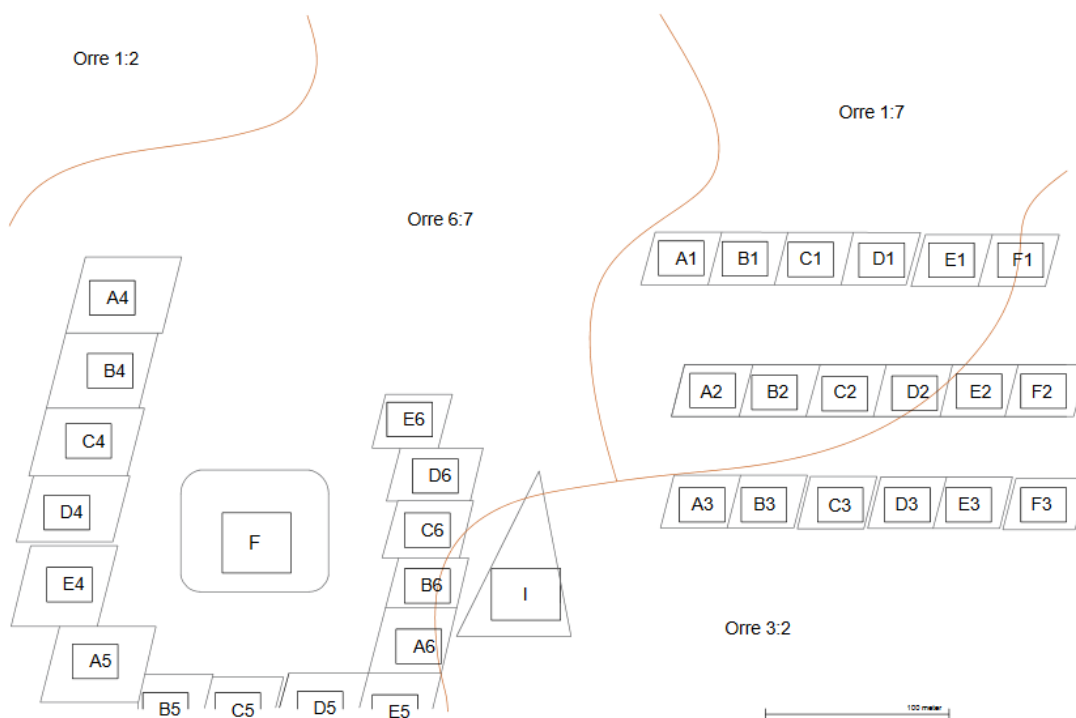 Orre 1:2
Orre 1:7
Orre 6:7
A1 B1 C1 D1 E1 F1
A4
B4
A2 B2 C2 D2 E2 F2
E6
C4
D6
A3 B3 C3 D3 E3 F3
D4
C6
F
E4
B6
I
Orre 3:2
A6
A5
B5 C5 D5 E5
100 meter